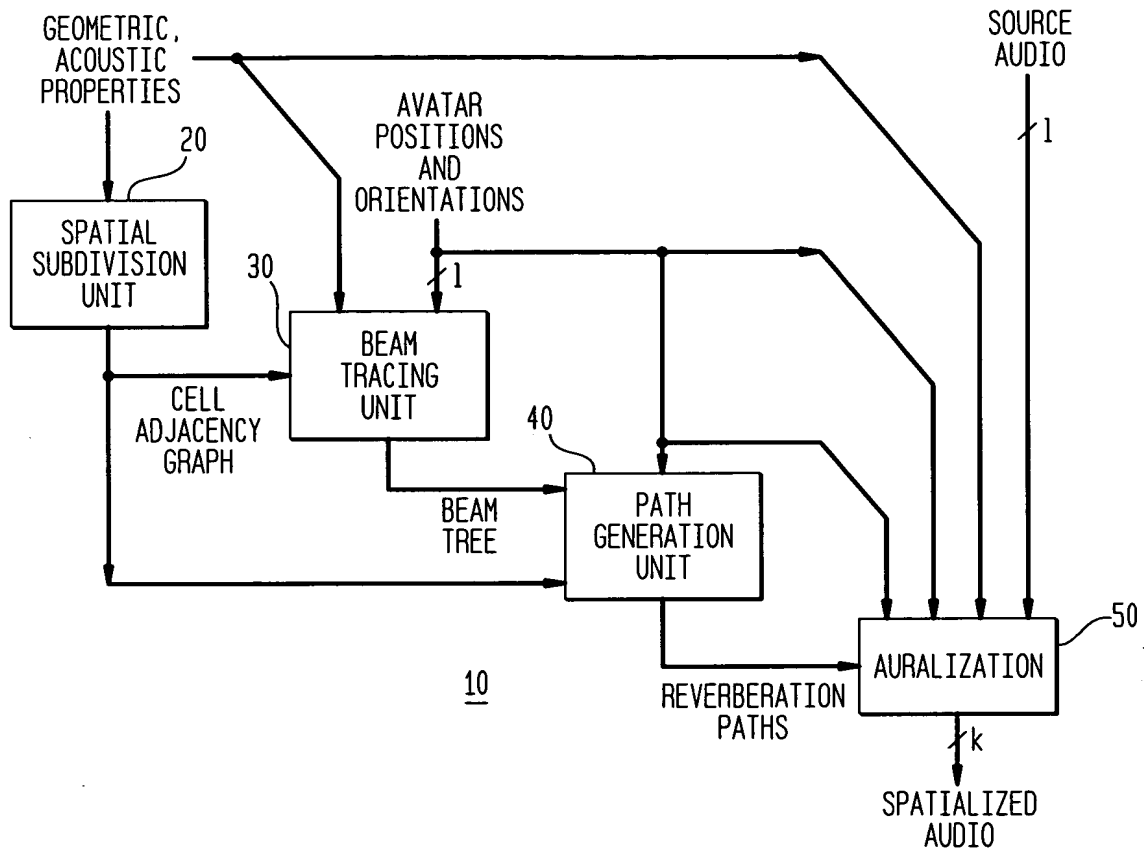 GEOMETRIC,
ACOUSTIC
PROPERTIES
SOURCE
AUDIO
AVATAR
POSITIONS
AND
ORIENTATIONS
l
20
SPATIAL
SUBDIVISION
UNIT
30
l
BEAM
TRACING
UNIT
CELL
ADJACENCY
GRAPH
40
BEAM
TREE
PATH
GENERATION
UNIT
50
AURALIZATION
10
REVERBERATION
PATHS
k
SPATIALIZED
AUDIO